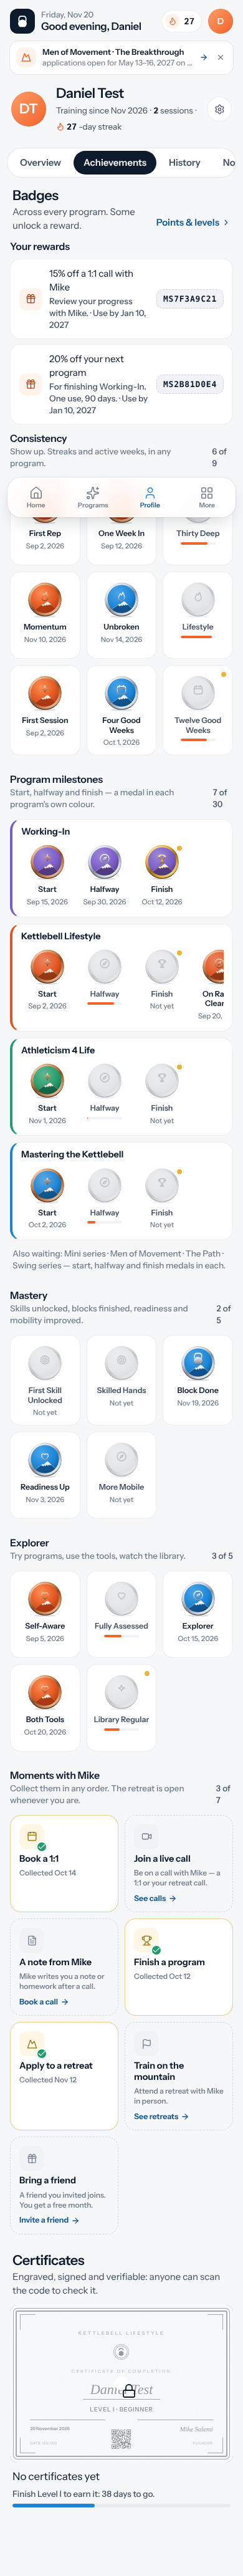 Friday, Nov 20
Good evening, Daniel
27
D
Men of Movement · The Breakthrough
applications open for May 13–16, 2027 on ...
DT
Daniel Test
Training since Nov 2026 · 2 sessions ·
27 -day streak
Overview
Achievements
History
No
Badges
Across every program. Some
unlock a reward.
Points & levels
Your rewards
15% off a 1:1 call with
Mike
Review your progress
with Mike. · Use by Jan 10,
2027
MS7F3A9C21
20% off your next
program
For finishing Working-In.
One use, 90 days. · Use by
Jan 10, 2027
MS2B81D0E4
Consistency
Show up. Streaks and active weeks, in any
program.
6 of
9
Home
Programs
Profile
More
First Rep
Sep 2, 2026
One Week In
Sep 12, 2026
Thirty Deep
Momentum
Nov 10, 2026
Unbroken
Nov 14, 2026
Lifestyle
First Session
Sep 2, 2026
Four Good
Weeks
Oct 1, 2026
Twelve Good
Weeks
Program milestones
Start, halfway and finish — a medal in each
program's own colour.
7 of
30
Working-In
Start
Sep 15, 2026
Halfway
Sep 30, 2026
Finish
Oct 12, 2026
Kettlebell Lifestyle
Start
Sep 2, 2026
Halfway
Finish
Not yet
On Ra
Clear
Sep 20,
Athleticism 4 Life
Start
Nov 1, 2026
Halfway
Finish
Not yet
Mastering the Kettlebell
Start
Oct 2, 2026
Halfway
Finish
Not yet
Also waiting: Mini series · Men of Movement · The Path ·
Swing series — start, halfway and finish medals in each.
Mastery
Skills unlocked, blocks finished, readiness and
mobility improved.
2 of
5
First Skill
Unlocked
Not yet
Skilled Hands
Not yet
Block Done
Nov 19, 2026
Readiness Up
Nov 3, 2026
More Mobile
Not yet
Explorer
Try programs, use the tools, watch the library.
3 of 5
Self-Aware
Sep 5, 2026
Fully Assessed
Explorer
Oct 15, 2026
Both Tools
Oct 20, 2026
Library Regular
Moments with Mike
Collect them in any order. The retreat is open
whenever you are.
3 of
7
Book a 1:1
Collected Oct 14
Join a live call
Be on a call with Mike — a
1:1 or your retreat call.
See calls
A note from Mike
Mike writes you a note or
homework after a call.
Book a call
Finish a program
Collected Oct 12
Apply to a retreat
Collected Nov 12
Train on the
mountain
Attend a retreat with Mike
in person.
See retreats
Bring a friend
A friend you invited joins.
You get a free month.
Invite a friend
Certificates
Engraved, signed and verifiable: anyone can scan
the code to check it.
KETTLEBELL LIFESTYLE
CERTIFICATE OF COMPLETION
Daniel Test
LEVEL I · BEGINNER
20 November 2026
Mike Salemi
DATE ISSUED
FOUNDER
No certificates yet
Finish Level I to earn it: 38 days to go.